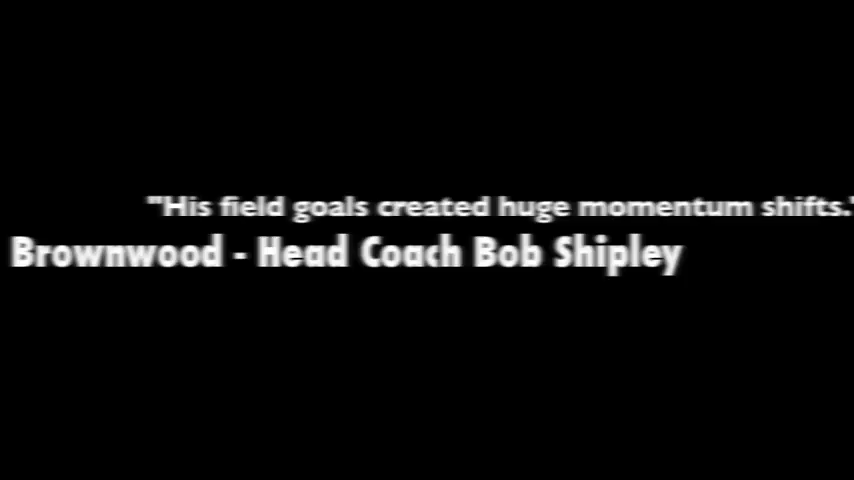 "His field goals created huge momentum shifts."
Brownwood - Head Coach Bob Shipley